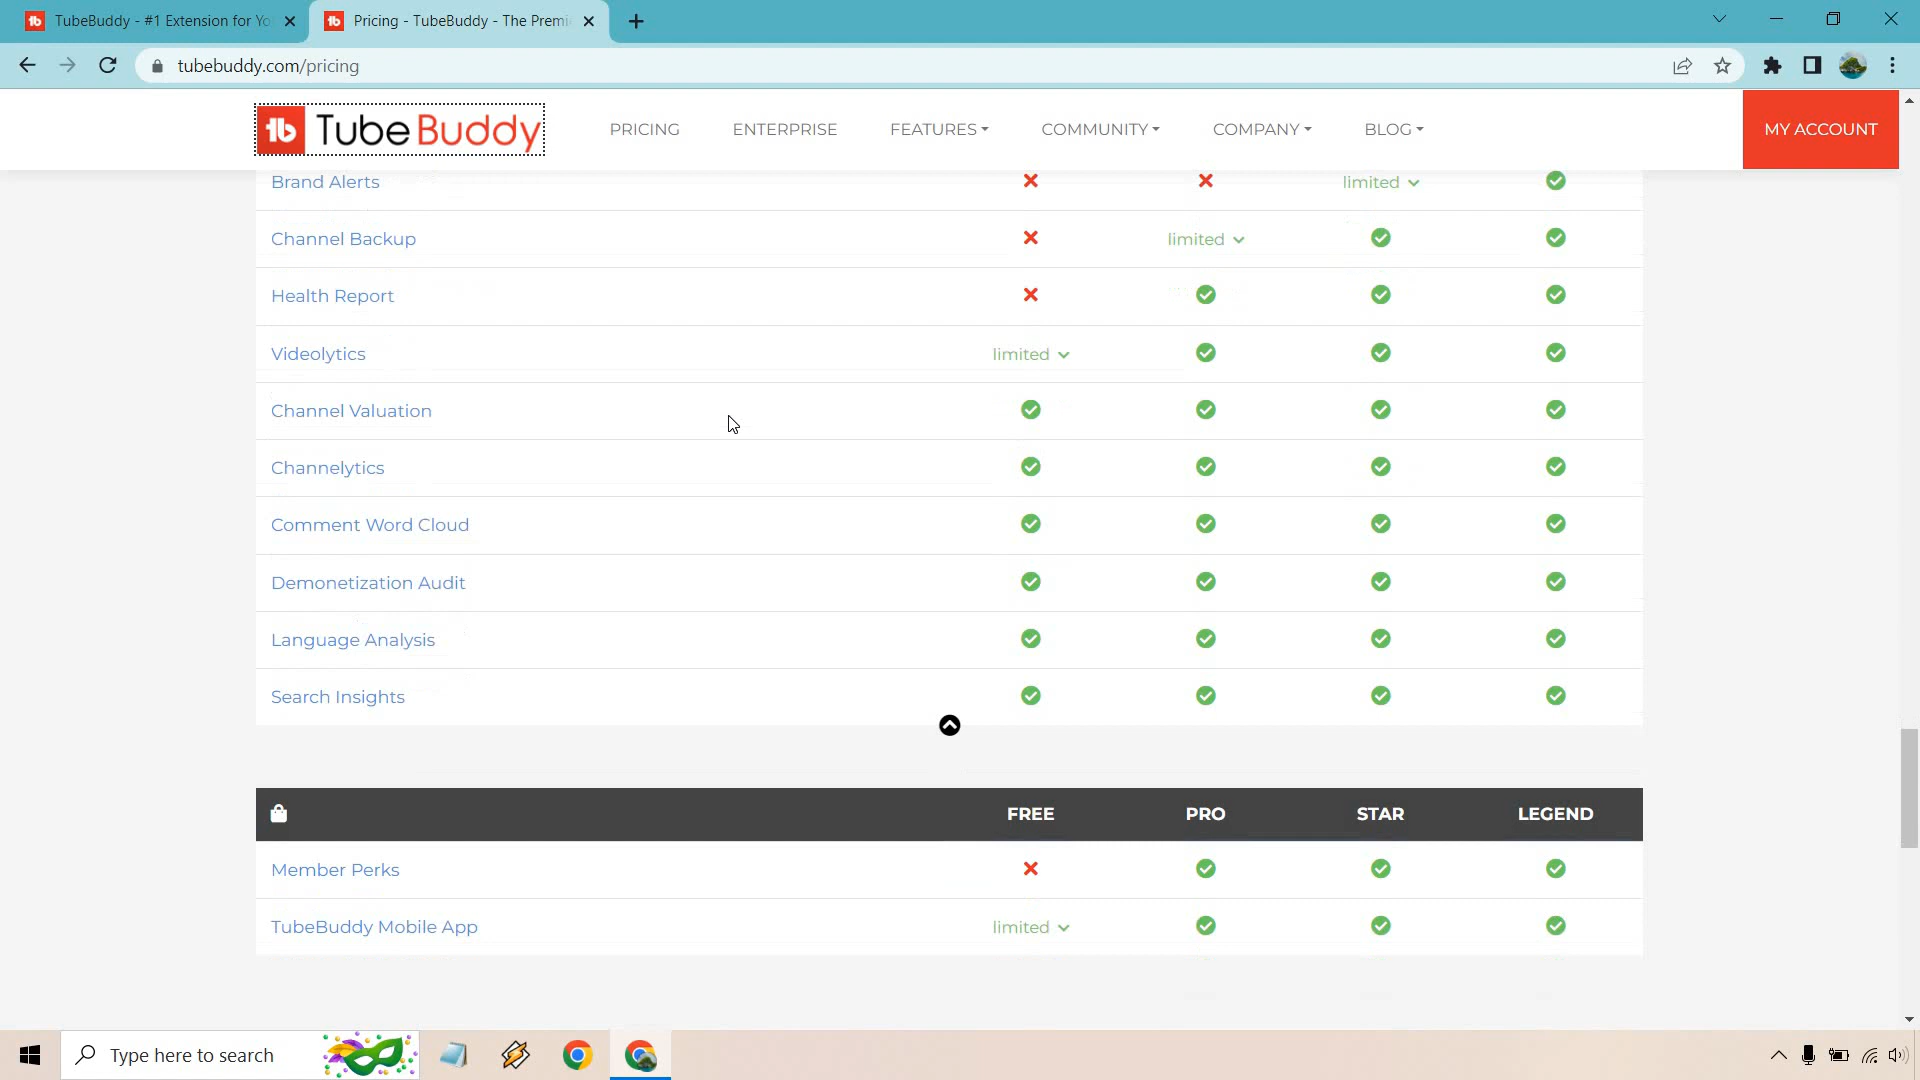 TubeBuddy - #1 Extension for Yo
Pricing - TubeBuddy - The Premi
tubebuddy.com/pricing
tb TubeBuddy PRICING ENTERPRISE FEATURES COMMUNITY COMPANY BLOG MY ACCOUNT
Brand Alerts limited
Channel Backup limited
Health Report
Videolytics limited
Channel Valuation
Channelytics
Comment Word Cloud
Demonetization Audit
Language Analysis
Search Insights
FREE PRO STAR LEGEND
Member Perks
TubeBuddy Mobile App limited
Type here to search